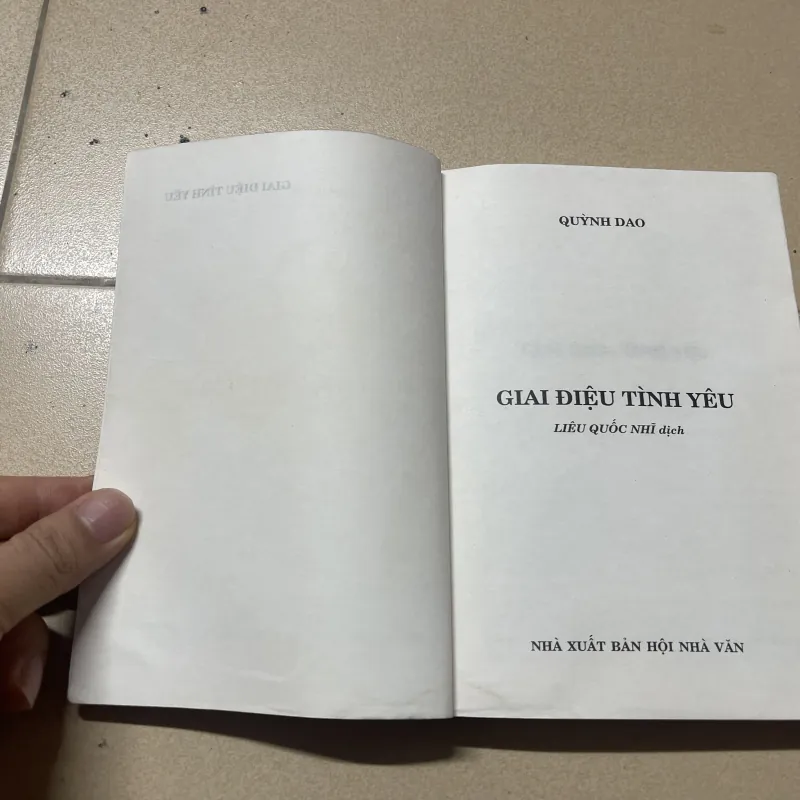 GIAI ĐIỆU TÌNH YÊU
QUỲNH DAO
GIAI ĐIỆU TÌNH YÊU
LIÊU QUỐC NHĨ dịch
NHÀ XUẤT BẢN HỘI NHÀ VĂN